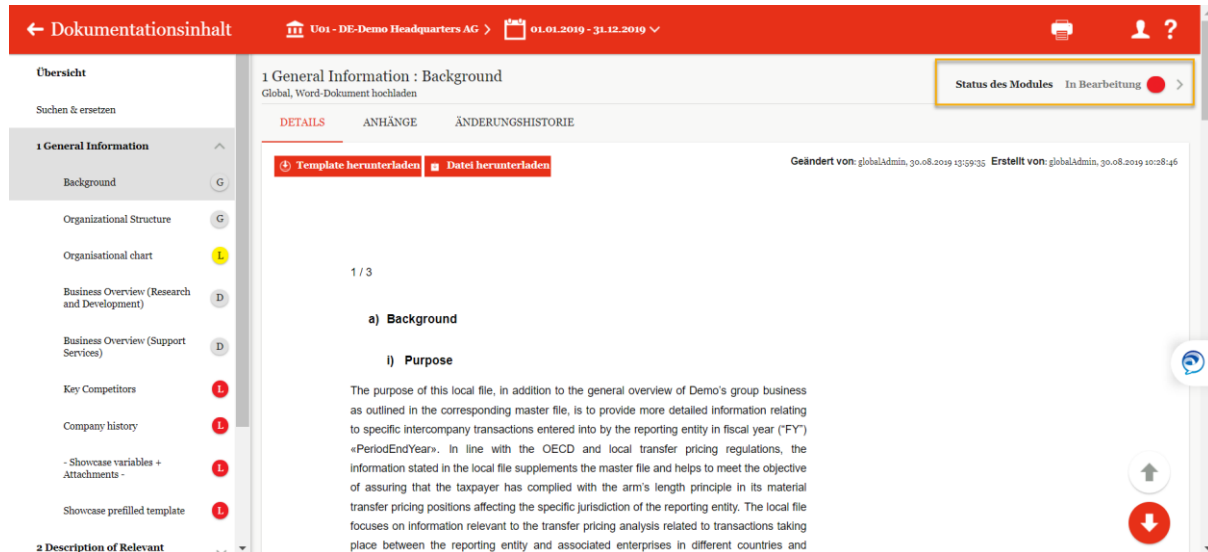 Dokumentationsinhalt
U01 - DE-Demo Headquarters AG
01.01.2019 - 31.12.2019
?
Übersicht
Suchen & ersetzen
1 General Information
Background G
Organizational Structure G
Organisational chart L
Business Overview (Research
and Development) D
Business Overview (Support
Services) D
Key Competitors L
Company history L
- Showcase variables +
Attachments - L
Showcase prefilled template L
2 Description of Relevant
1 General Information : Background
Global, Word-Dokument hochladen
Status des Modules In Bearbeitung
DETAILS ANHÄNGE ÄNDERUNGSHISTORIE
Template herunterladen Datei herunterladen
Geändert von: globalAdmin, 30.08.2019 13:59:35 Erstellt von: globalAdmin, 30.08.2019 10:28:46
1 / 3
a) Background
i) Purpose
The purpose of this local file, in addition to the general overview of Demo's group business
as outlined in the corresponding master file, is to provide more detailed information relating
to specific intercompany transactions entered into by the reporting entity in fiscal year ("FY")
«PeriodEndYear». In line with the OECD and local transfer pricing regulations, the
information stated in the local file supplements the master file and helps to meet the objective
of assuring that the taxpayer has complied with the arm's length principle in its material
transfer pricing positions affecting the specific jurisdiction of the reporting entity. The local file
focuses on information relevant to the transfer pricing analysis related to transactions taking
place between the reporting entity and associated enterprises in different countries and